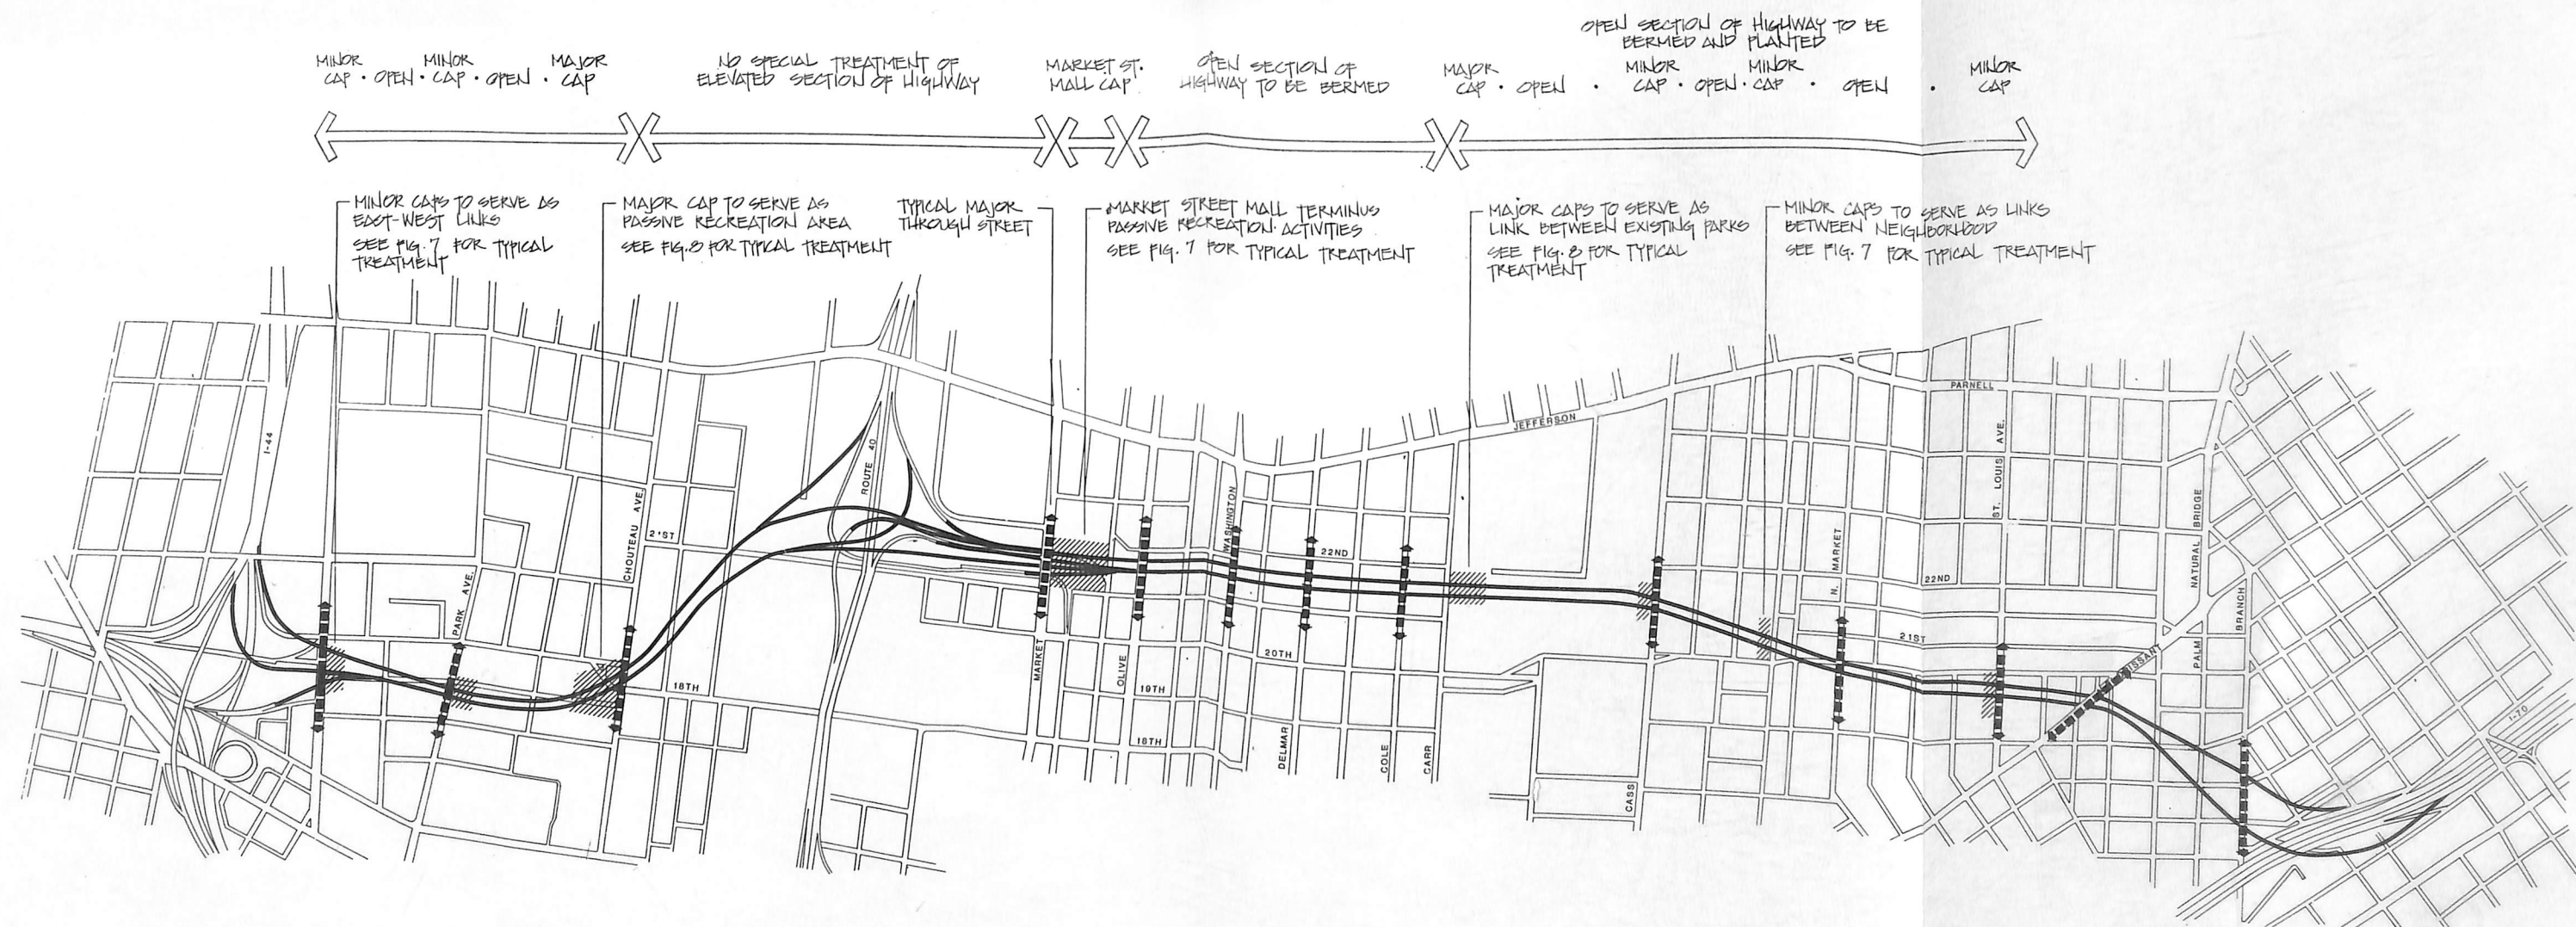 MINOR
CAP · OPEN · MINOR
CAP · OPEN · MAJOR
CAP
NO SPECIAL TREATMENT OF
ELEVATED SECTION OF HIGHWAY
MARKET ST.
MALL CAP
OPEN SECTION OF
HIGHWAY TO BE BERMED
OPEN SECTION OF HIGHWAY TO BE
BERMED AND PLANTED
MAJOR
CAP · OPEN · MINOR
CAP · OPEN · MINOR
CAP · OPEN · MINOR
CAP
MINOR CAPS TO SERVE AS
EAST-WEST LINKS
SEE FIG. 7 FOR TYPICAL
TREATMENT
MAJOR CAP TO SERVE AS
PASSIVE RECREATION AREA
SEE FIG. 8 FOR TYPICAL TREATMENT
TYPICAL MAJOR
THROUGH STREET
MARKET STREET MALL TERMINUS
PASSIVE RECREATION ACTIVITIES
SEE FIG. 7 FOR TYPICAL TREATMENT
MAJOR CAPS TO SERVE AS
LINK BETWEEN EXISTING PARKS
SEE FIG. 8 FOR TYPICAL
TREATMENT
MINOR CAPS TO SERVE AS LINKS
BETWEEN NEIGHBORHOOD
SEE FIG. 7 FOR TYPICAL TREATMENT
I-44
PARK AVE.
CHOUTEAU AVE.
2'ST
18TH
ROUTE 40
MARKET
OLIVE
19TH
18TH
WASHINGTON
22ND
20TH
DELMAR
COLE
CARR
JEFFERSON
CASS
N. MARKET
PARNELL
ST. LOUIS AVE.
22ND
21ST
NATURAL BRIDGE
PALM
BRANCH
I-70